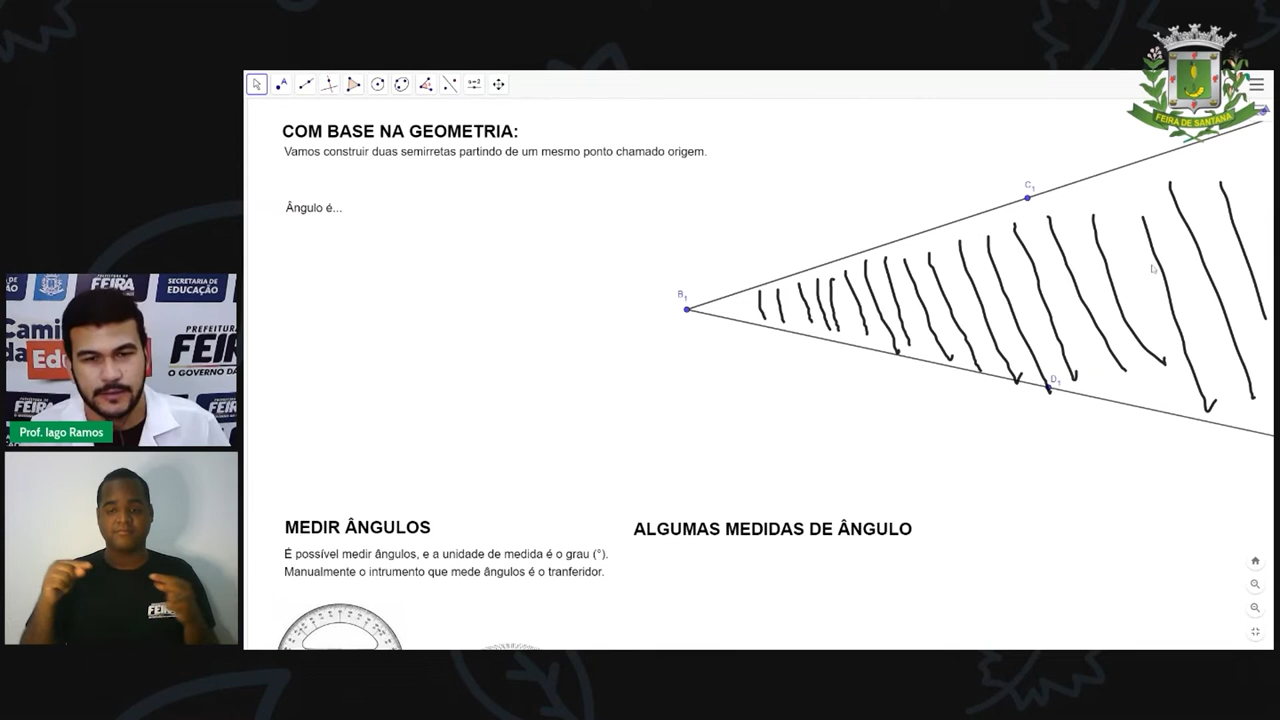 FEIRA DE SANTANA
COM BASE NA GEOMETRIA:
Vamos construir duas semirretas partindo de um mesmo ponto chamado origem.
Ângulo é...
C₁
B₁
D₁
SECRETARIA DE
EDUCAÇÃO
FEIRA
PREFEITURA
FEIRA
O GOVERNO DA
Prof. Iago Ramos
MEDIR ÂNGULOS
É possível medir ângulos, e a unidade de medida é o grau (°).
Manualmente o intrumento que mede ângulos é o tranferidor.
ALGUMAS MEDIDAS DE ÂNGULO
FEIRA